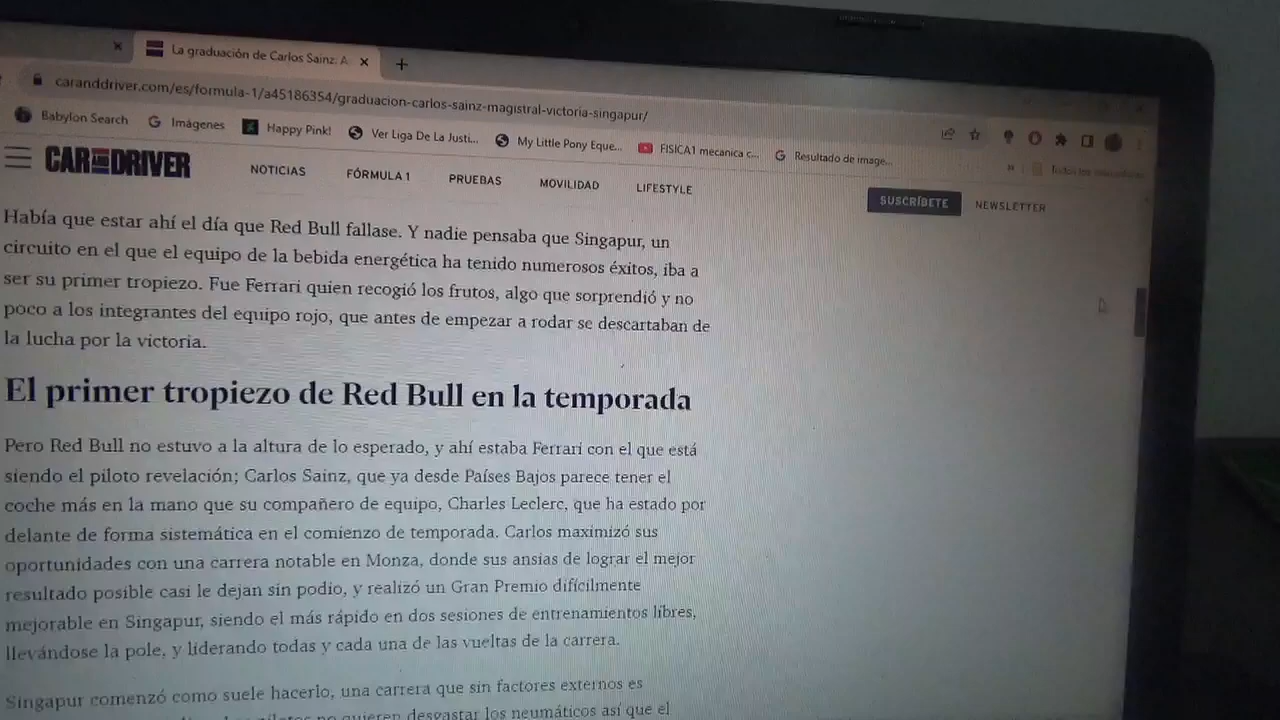 La graduación de Carlos Sainz: A
caranddriver.com/es/formula-1/a45186354/graduacion-carlos-sainz-magistral-victoria-singapur/
Babylon Search Imágenes Happy Pink! Ver Liga De La Justi... My Little Pony Eque... FISICA1 mecanica c... Resultado de image...
CAR AND DRIVER NOTICIAS FÓRMULA 1 PRUEBAS MOVILIDAD LIFESTYLE SUSCRÍBETE NEWSLETTER
Había que estar ahí el día que Red Bull fallase. Y nadie pensaba que Singapur, un
circuito en el que el equipo de la bebida energética ha tenido numerosos éxitos, iba a
ser su primer tropiezo. Fue Ferrari quien recogió los frutos, algo que sorprendió y no
poco a los integrantes del equipo rojo, que antes de empezar a rodar se descartaban de
la lucha por la victoria.
El primer tropiezo de Red Bull en la temporada
Pero Red Bull no estuvo a la altura de lo esperado, y ahí estaba Ferrari con el que está
siendo el piloto revelación; Carlos Sainz, que ya desde Países Bajos parece tener el
coche más en la mano que su compañero de equipo, Charles Leclerc, que ha estado por
delante de forma sistemática en el comienzo de temporada. Carlos maximizó sus
oportunidades con una carrera notable en Monza, donde sus ansias de lograr el mejor
resultado posible casi le dejan sin podio, y realizó un Gran Premio difícilmente
mejorable en Singapur, siendo el más rápido en dos sesiones de entrenamientos libres,
llevándose la pole, y liderando todas y cada una de las vueltas de la carrera.
Singapur comenzó como suele hacerlo, una carrera que sin factores externos es
no quieren desgastar los neumáticos así que el